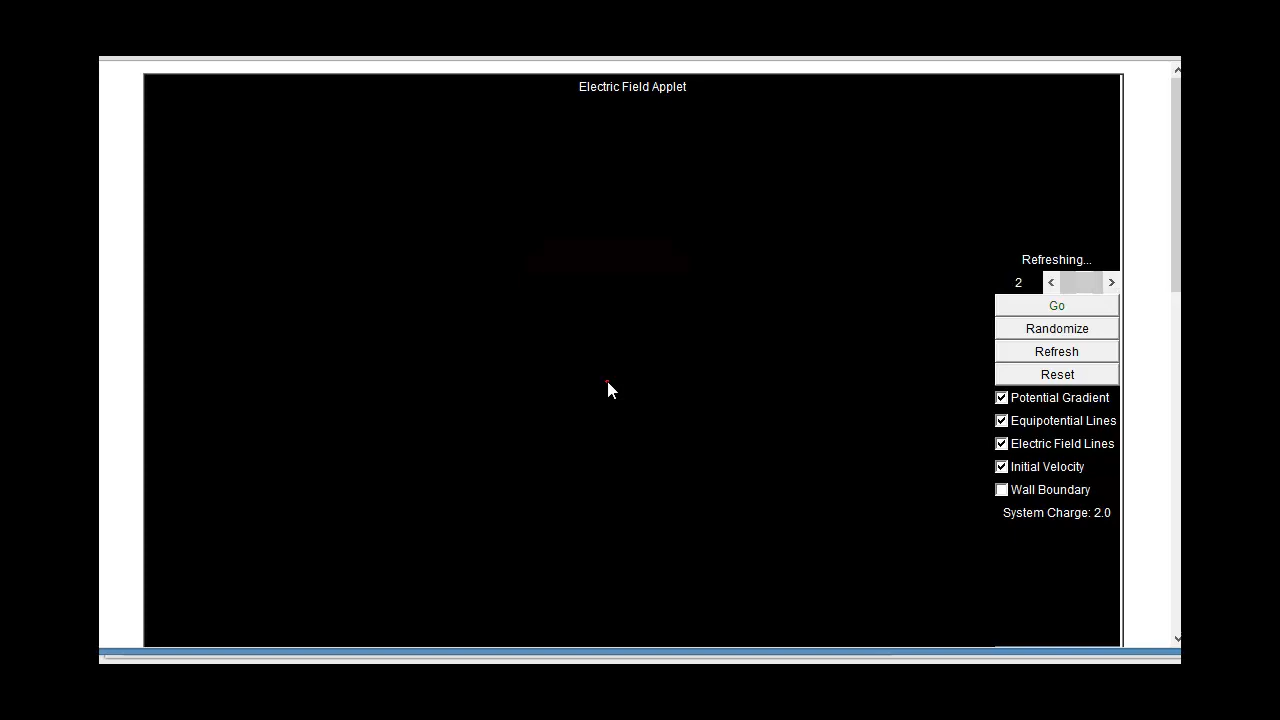 Electric Field Applet
Refreshing...
2
Go
Randomize
Refresh
Reset
Potential Gradient
Equipotential Lines
Electric Field Lines
Initial Velocity
Wall Boundary
System Charge: 2.0